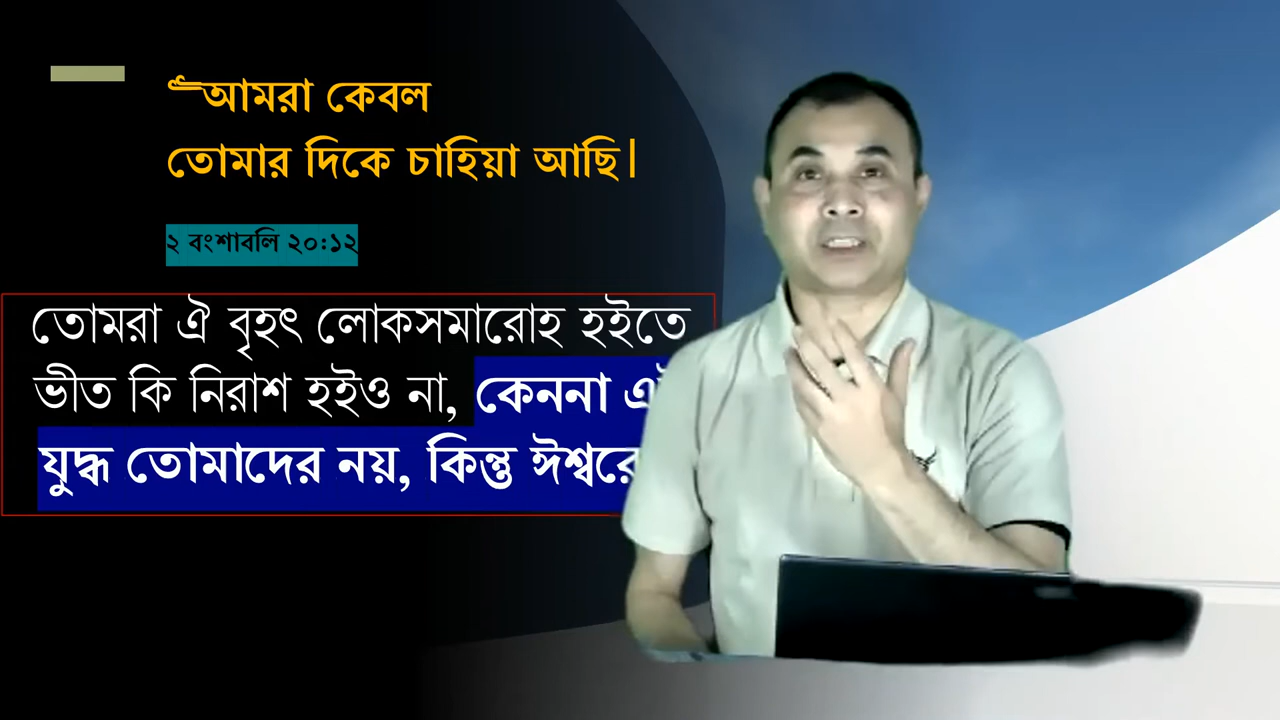 আমরা কেবল
তোমার দিকে চাহিয়া আছি।
২ বংশাবলি ২০:১২
তোমরা ঐ বৃহৎ লোকসমারোহ হইতে
ভীত কি নিরাশ হইও না, কেননা
যুদ্ধ তোমাদের নয়, কিন্তু